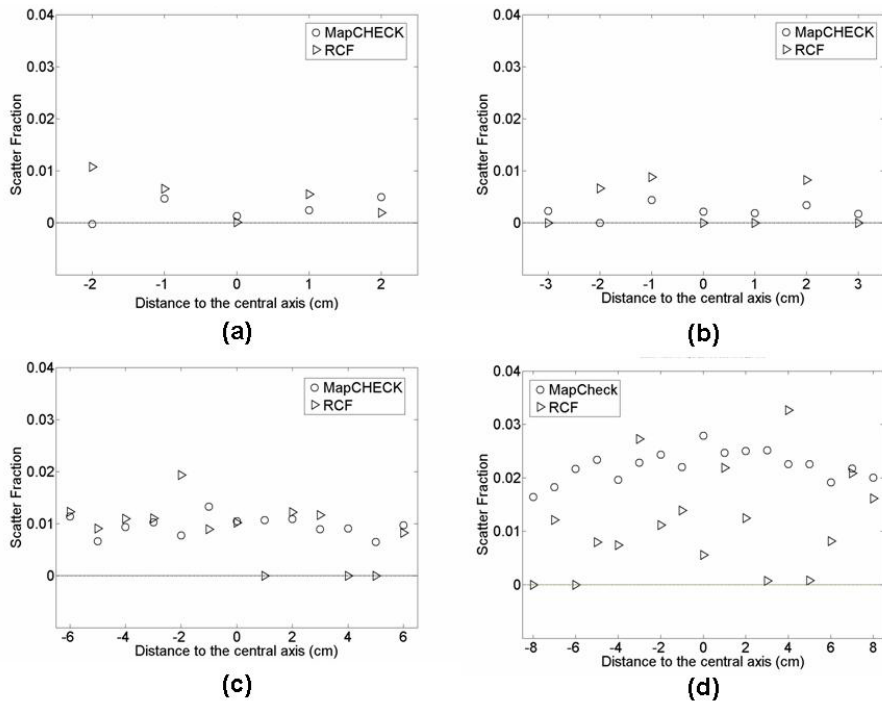 0.04
0.03
0.02
0.01
0
Scatter Fraction
MapCHECK
RCF
-2 -1 0 1 2
Distance to the central axis (cm)
(a)
0.04
0.03
0.02
0.01
0
Scatter Fraction
MapCHECK
RCF
-3 -2 -1 0 1 2 3
Distance to the central axis (cm)
(b)
0.04
0.03
0.02
0.01
0
Scatter Fraction
MapCHECK
RCF
-6 -4 -2 0 2 4 6
Distance to the central axis (cm)
(c)
0.04
0.03
0.02
0.01
0
Scatter Fraction
MapCheck
RCF
-8 -6 -4 -2 0 2 4 6 8
Distance to the central axis (cm)
(d)